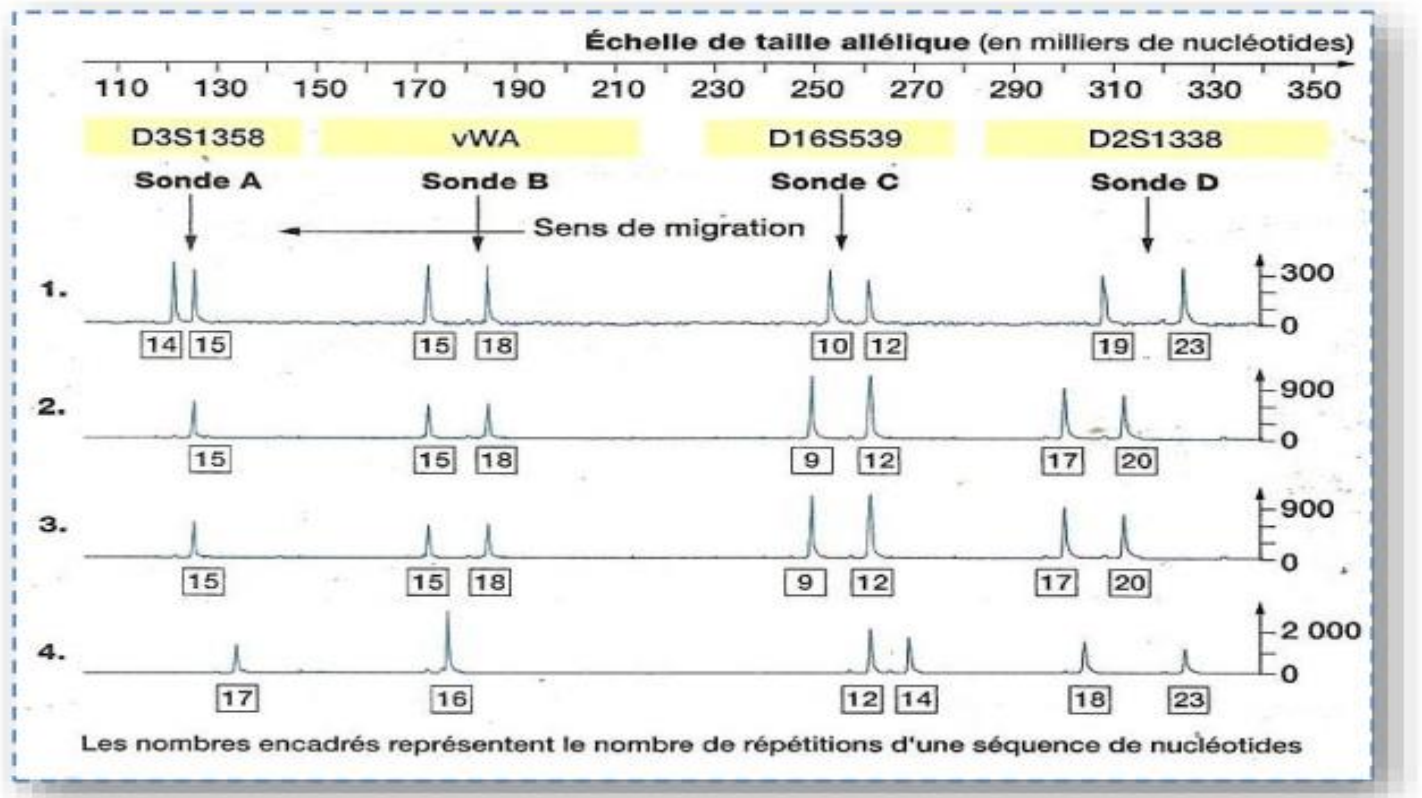 Échelle de taille allélique (en milliers de nucléotides)
110 130 150 170 190 210 230 250 270 290 310 330 350
D3S1358 vWA D16S539 D2S1338
Sonde A Sonde B Sonde C Sonde D
Sens de migration
1. 300
0
14 15 15 18 10 12 19 23
2. 900
0
15 15 18 9 12 17 20
3. 900
0
15 15 18 9 12 17 20
4. 2 000
0
17 16 12 14 18 23
Les nombres encadrés représentent le nombre de répétitions d'une séquence de nucléotides